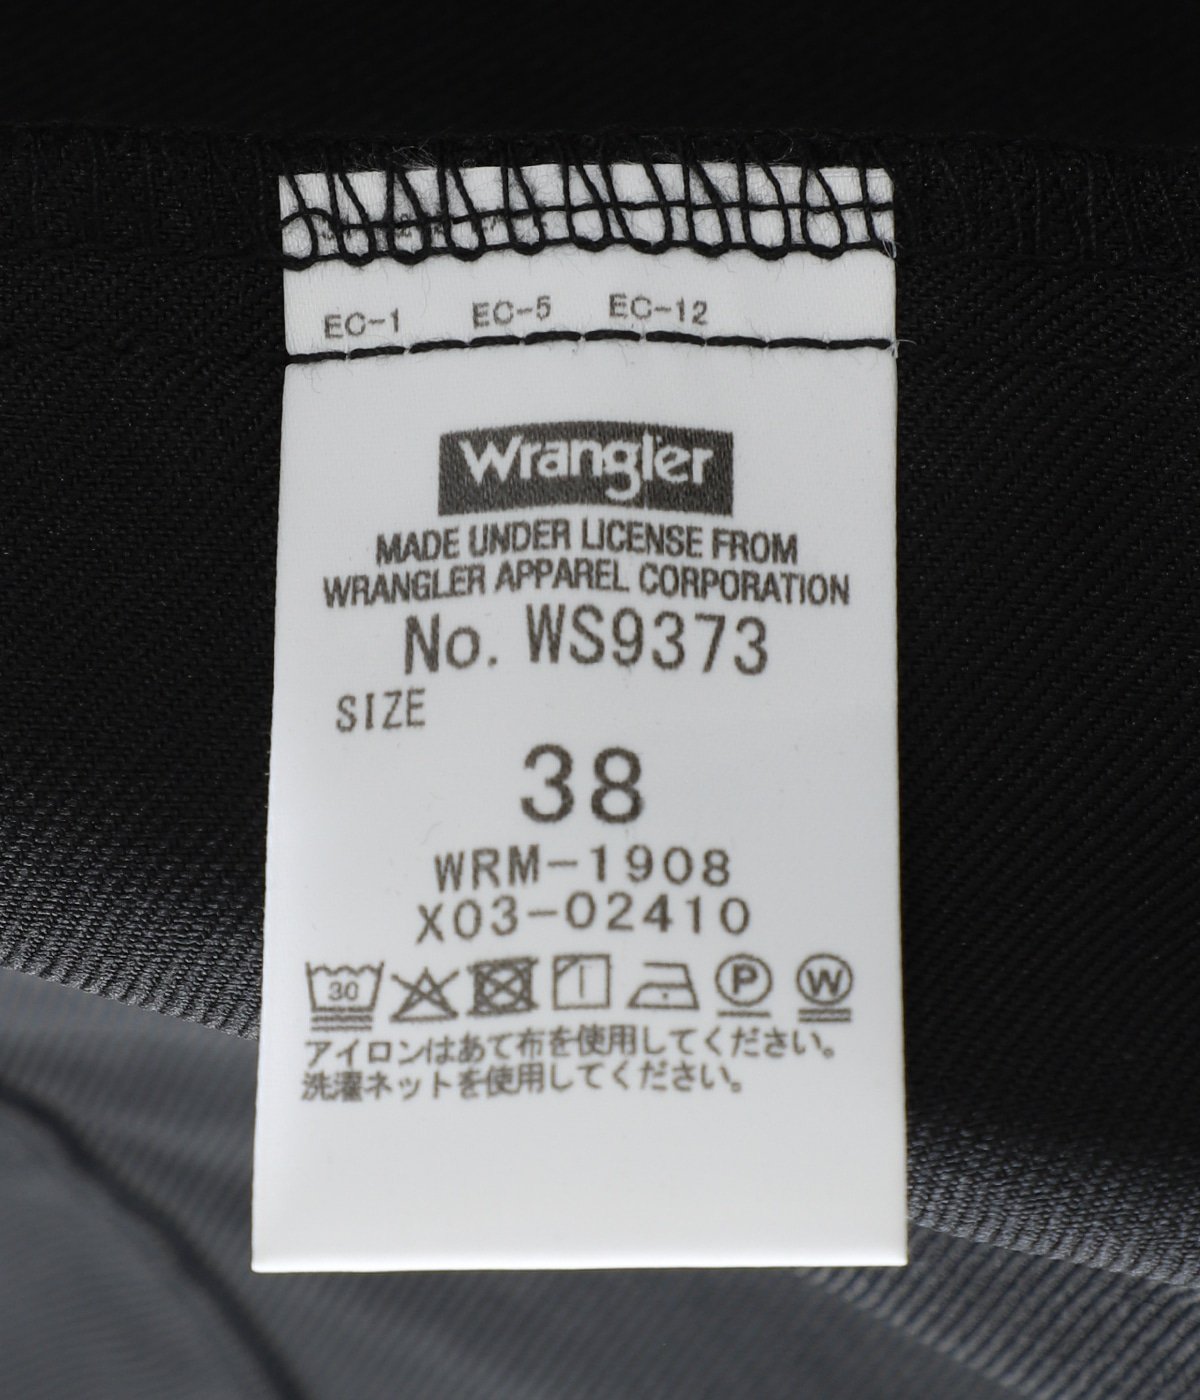 EC-1 EC-5 EC-12
Wrangler
MADE UNDER LICENSE FROM
WRANGLER APPAREL CORPORATION
No. WS9373
SIZE
38
WRM-1908
X03-02410
30 P W
アイロンはあて布を使用してください。
洗濯ネットを使用してください。